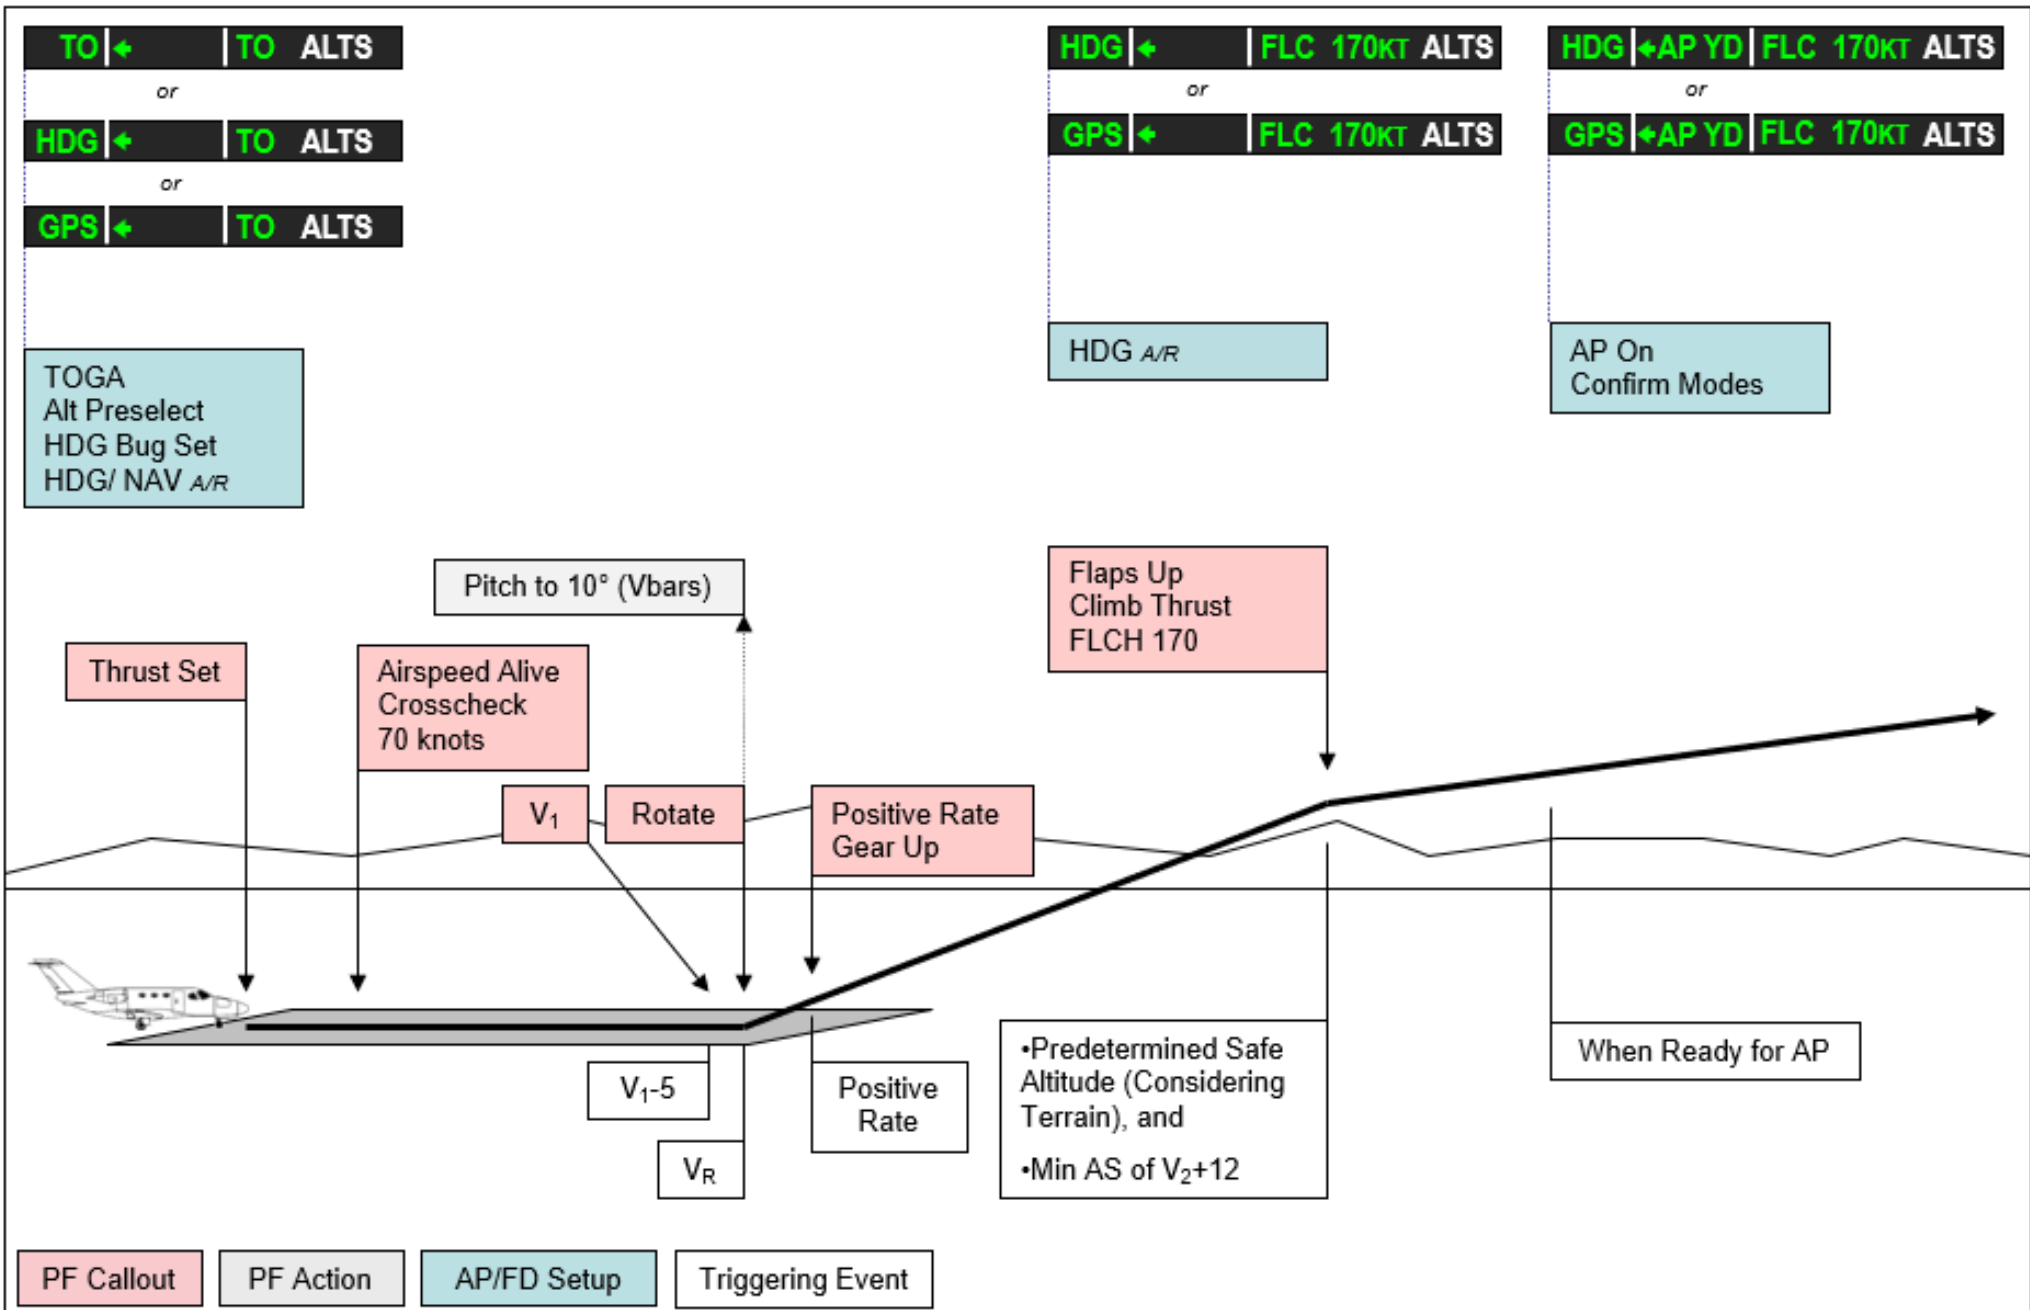 TO ← TO ALTS
or
HDG ← TO ALTS
or
GPS ← TO ALTS
HDG ← FLC 170KT ALTS
or
GPS ← FLC 170KT ALTS
HDG ←AP YD FLC 170KT ALTS
or
GPS ←AP YD FLC 170KT ALTS
TOGA
Alt Preselect
HDG Bug Set
HDG/ NAV A/R
HDG A/R
AP On
Confirm Modes
Pitch to 10° (Vbars)
Flaps Up
Climb Thrust
FLCH 170
Thrust Set
Airspeed Alive
Crosscheck
70 knots
V₁
Rotate
Positive Rate
Gear Up
V₁-5
V_R
Positive
Rate
•Predetermined Safe
Altitude (Considering
Terrain), and
•Min AS of V₂+12
When Ready for AP
PF Callout
PF Action
AP/FD Setup
Triggering Event